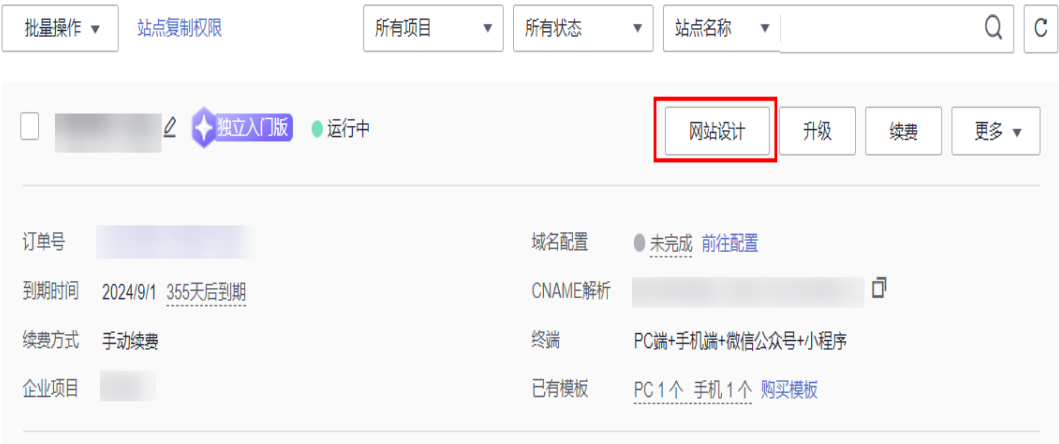 批量操作 站点复制权限 所有项目 所有状态 站点名称
独立入门版 运行中 网站设计 升级 续费 更多
订单号 域名配置 未完成 前往配置
到期时间 2024/9/1 355天后到期 CNAME解析
续费方式 手动续费 终端 PC端+手机端+微信公众号+小程序
企业项目 已有模板 PC 1 个 手机 1 个 购买模板